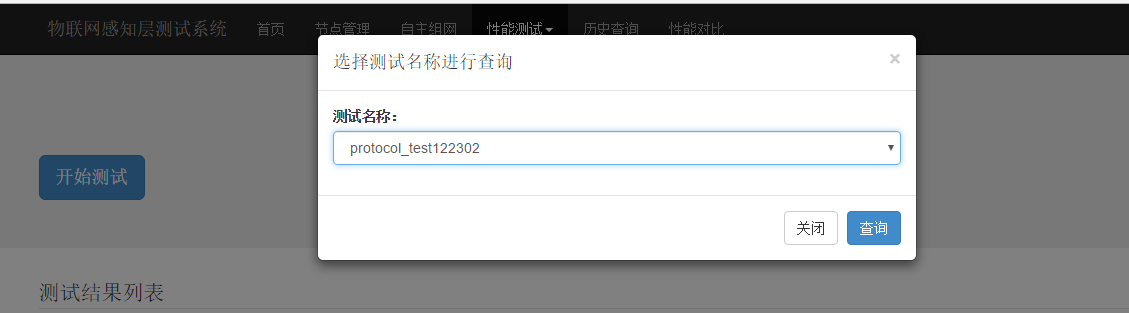 物联网感知层测试系统 首页 节点管理 自主组网 性能测试 历史查询 性能对比
选择测试名称进行查询 ×
测试名称：
protocol_test122302
开始测试
关闭 查询
测试结果列表